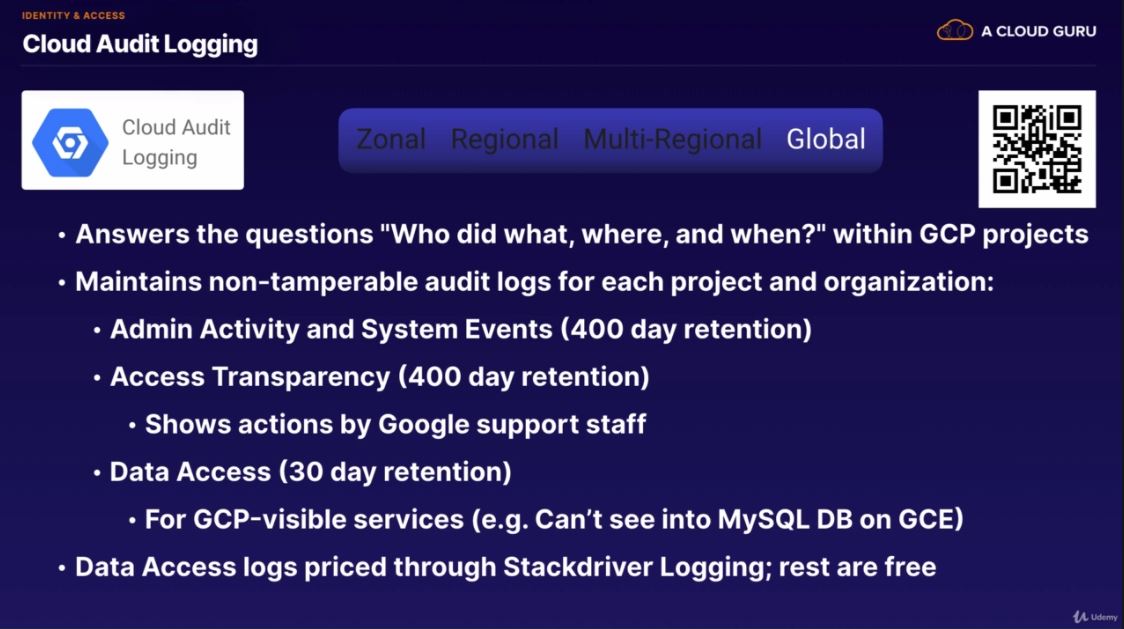 IDENTITY & ACCESS
Cloud Audit Logging
A CLOUD GURU
Cloud Audit
Logging
Zonal Regional Multi-Regional Global
• Answers the questions "Who did what, where, and when?" within GCP projects
• Maintains non-tamperable audit logs for each project and organization:
• Admin Activity and System Events (400 day retention)
• Access Transparency (400 day retention)
• Shows actions by Google support staff
• Data Access (30 day retention)
• For GCP-visible services (e.g. Can’t see into MySQL DB on GCE)
• Data Access logs priced through Stackdriver Logging; rest are free
Udemy